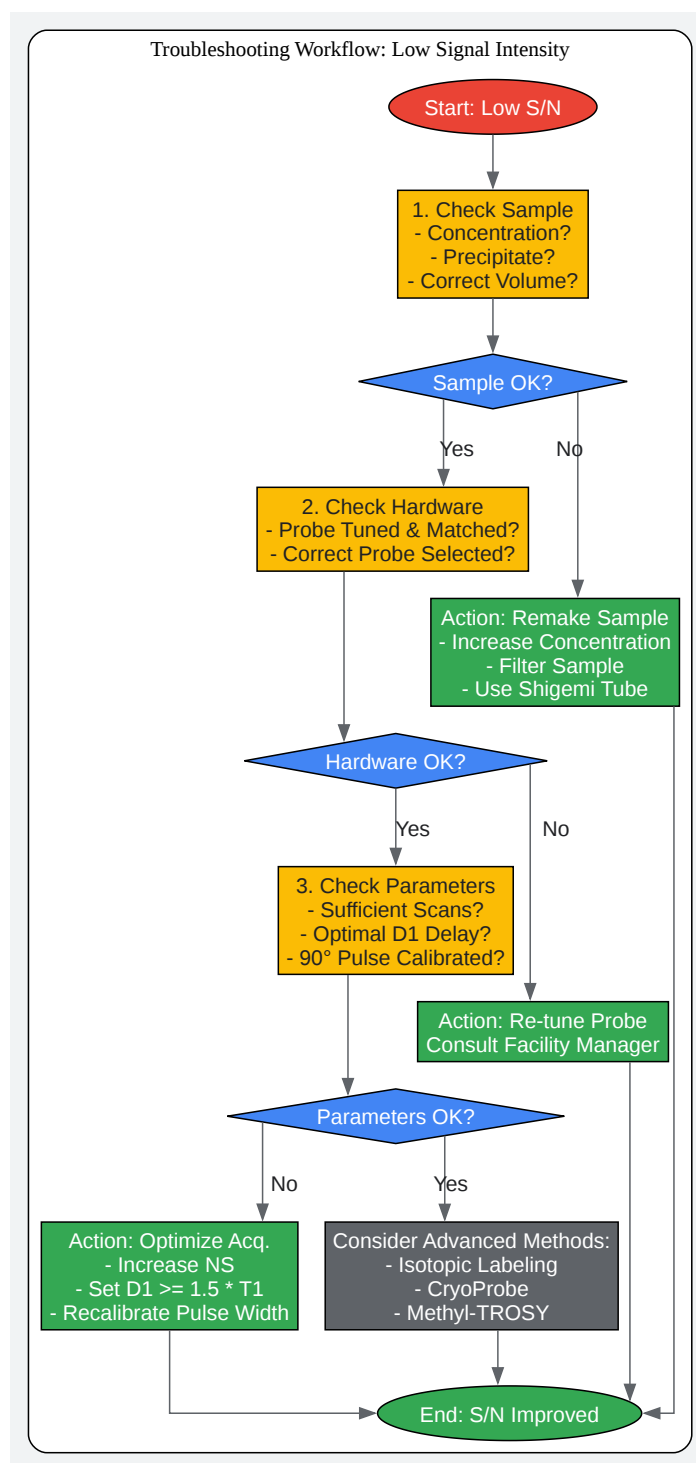 Troubleshooting Workflow: Low Signal Intensity
Start: Low S/N
1. Check Sample
- Concentration?
- Precipitate?
- Correct Volume?
Sample OK?
Yes
No
2. Check Hardware
- Probe Tuned & Matched?
- Correct Probe Selected?
Action: Remake Sample
- Increase Concentration
- Filter Sample
- Use Shigemi Tube
Hardware OK?
Yes
No
3. Check Parameters
- Sufficient Scans?
- Optimal D1 Delay?
- 90° Pulse Calibrated?
Action: Re-tune Probe
Consult Facility Manager
Parameters OK?
No
Yes
Action: Optimize Acq.
- Increase NS
- Set D1 >= 1.5 * T1
- Recalibrate Pulse Width
Consider Advanced Methods:
- Isotopic Labeling
- CryoProbe
- Methyl-TROSY
End: S/N Improved